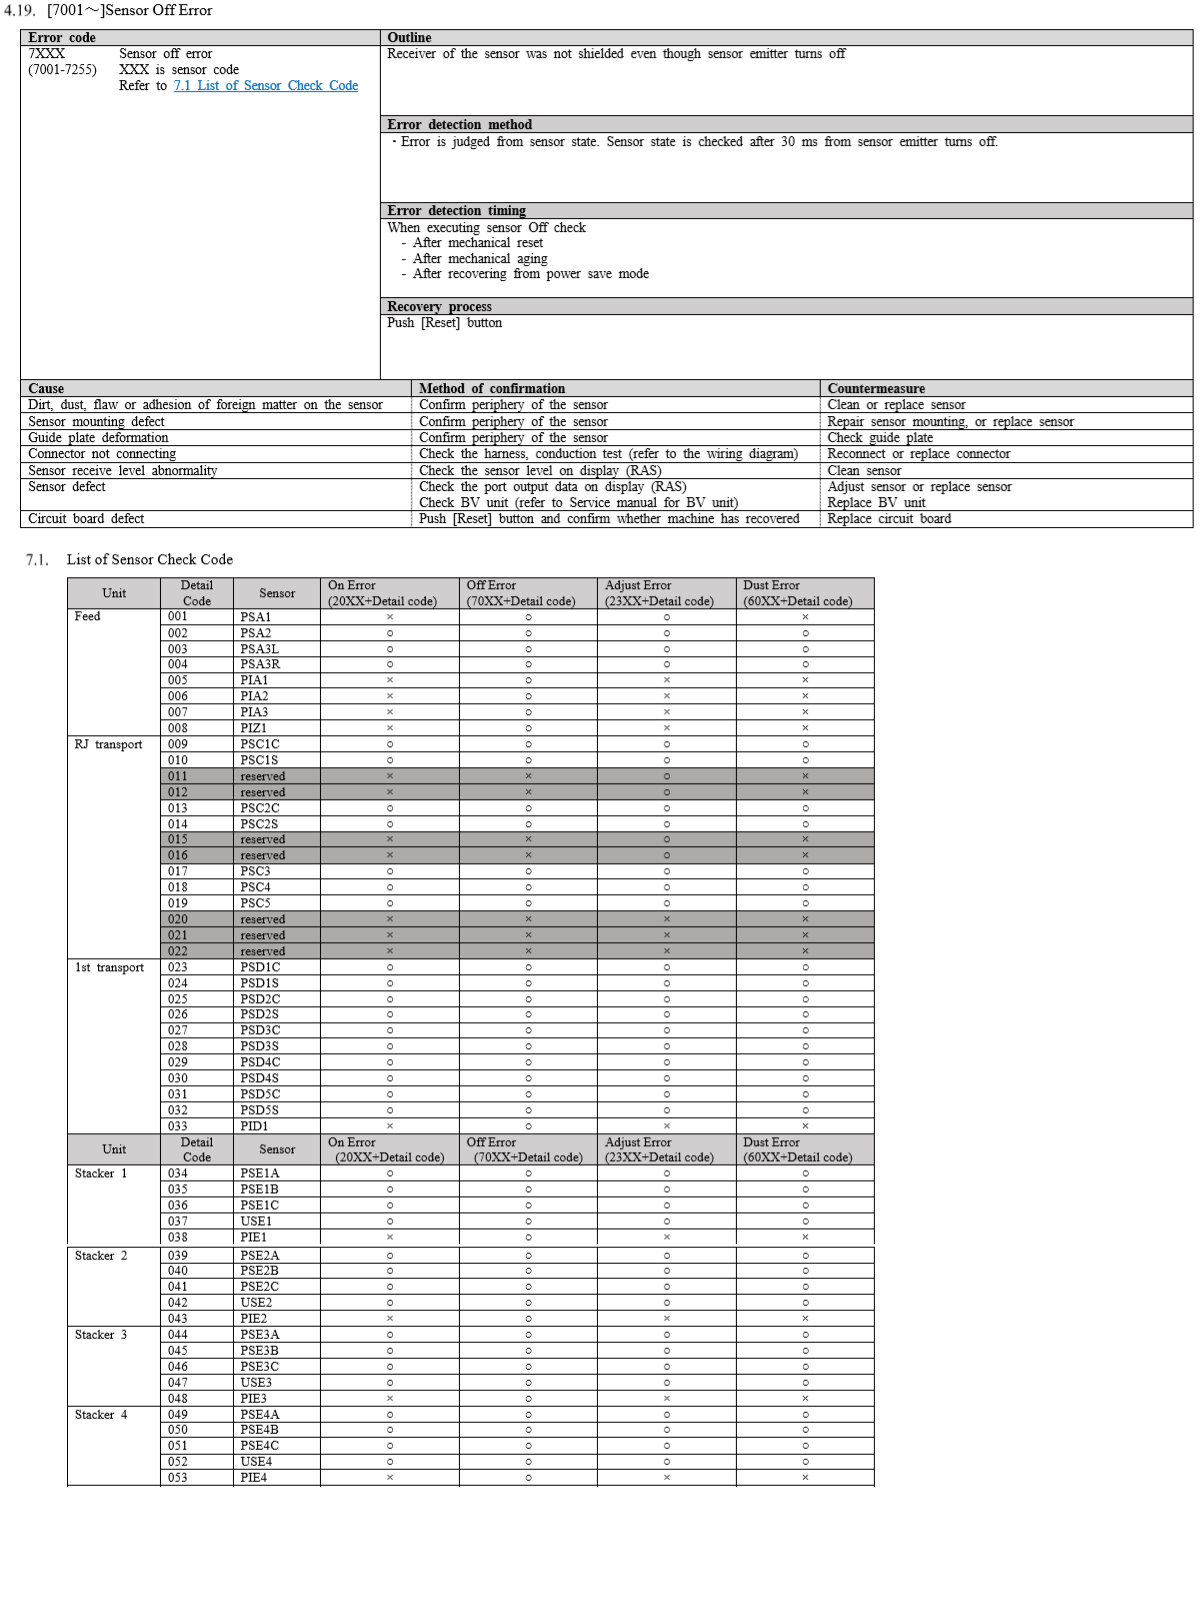 4.19. [7001～]Sensor Off Error
Error code Outline
7XXX Sensor off error Receiver of the sensor was not shielded even though sensor emitter turns off
(7001-7255) XXX is sensor code
Refer to 7.1 List of Sensor Check Code
Error detection method
・Error is judged from sensor state. Sensor state is checked after 30 ms from sensor emitter turns off.
Error detection timing
When executing sensor Off check
- After mechanical reset
- After mechanical aging
- After recovering from power save mode
Recovery process
Push [Reset] button
Cause Method of confirmation Countermeasure
Dirt, dust, flaw or adhesion of foreign matter on the sensor Confirm periphery of the sensor Clean or replace sensor
Sensor mounting defect Confirm periphery of the sensor Repair sensor mounting, or replace sensor
Guide plate deformation Confirm periphery of the sensor Check guide plate
Connector not connecting Check the harness, conduction test (refer to the wiring diagram) Reconnect or replace connector
Sensor receive level abnormality Check the sensor level on display (RAS) Clean sensor
Sensor defect Check the port output data on display (RAS) Adjust sensor or replace sensor
Check BV unit (refer to Service manual for BV unit) Replace BV unit
Circuit board defect Push [Reset] button and confirm whether machine has recovered Replace circuit board
7.1. List of Sensor Check Code
Unit Detail Code Sensor On Error (20XX+Detail code) Off Error (70XX+Detail code) Adjust Error (23XX+Detail code) Dust Error (60XX+Detail code)
Feed 001 PSA1 × ○ ○ ×
002 PSA2 ○ ○ ○ ○
003 PSA3L ○ ○ ○ ○
004 PSA3R ○ ○ ○ ○
005 PIA1 × ○ × ×
006 PIA2 × ○ × ×
007 PIA3 × ○ × ×
008 PIZ1 × ○ × ×
RJ transport 009 PSC1C ○ ○ ○ ○
010 PSC1S ○ ○ ○ ○
011 reserved × × ○ ×
012 reserved × × ○ ×
013 PSC2C ○ ○ ○ ○
014 PSC2S ○ ○ ○ ○
015 reserved × × ○ ×
016 reserved × × ○ ×
017 PSC3 ○ ○ ○ ○
018 PSC4 ○ ○ ○ ○
019 PSC5 ○ ○ ○ ○
020 reserved × × × ×
021 reserved × × × ×
022 reserved × × × ×
1st transport 023 PSD1C ○ ○ ○ ○
024 PSD1S ○ ○ ○ ○
025 PSD2C ○ ○ ○ ○
026 PSD2S ○ ○ ○ ○
027 PSD3C ○ ○ ○ ○
028 PSD3S ○ ○ ○ ○
029 PSD4C ○ ○ ○ ○
030 PSD4S ○ ○ ○ ○
031 PSD5C ○ ○ ○ ○
032 PSD5S ○ ○ ○ ○
033 PID1 × ○ × ×
Unit Detail Code Sensor On Error (20XX+Detail code) Off Error (70XX+Detail code) Adjust Error (23XX+Detail code) Dust Error (60XX+Detail code)
Stacker 1 034 PSE1A ○ ○ ○ ○
035 PSE1B ○ ○ ○ ○
036 PSE1C ○ ○ ○ ○
037 USE1 ○ ○ ○ ○
038 PIE1 × ○ × ×
Stacker 2 039 PSE2A ○ ○ ○ ○
040 PSE2B ○ ○ ○ ○
041 PSE2C ○ ○ ○ ○
042 USE2 ○ ○ ○ ○
043 PIE2 × ○ × ×
Stacker 3 044 PSE3A ○ ○ ○ ○
045 PSE3B ○ ○ ○ ○
046 PSE3C ○ ○ ○ ○
047 USE3 ○ ○ ○ ○
048 PIE3 × ○ × ×
Stacker 4 049 PSE4A ○ ○ ○ ○
050 PSE4B ○ ○ ○ ○
051 PSE4C ○ ○ ○ ○
052 USE4 ○ ○ ○ ○
053 PIE4 × ○ × ×